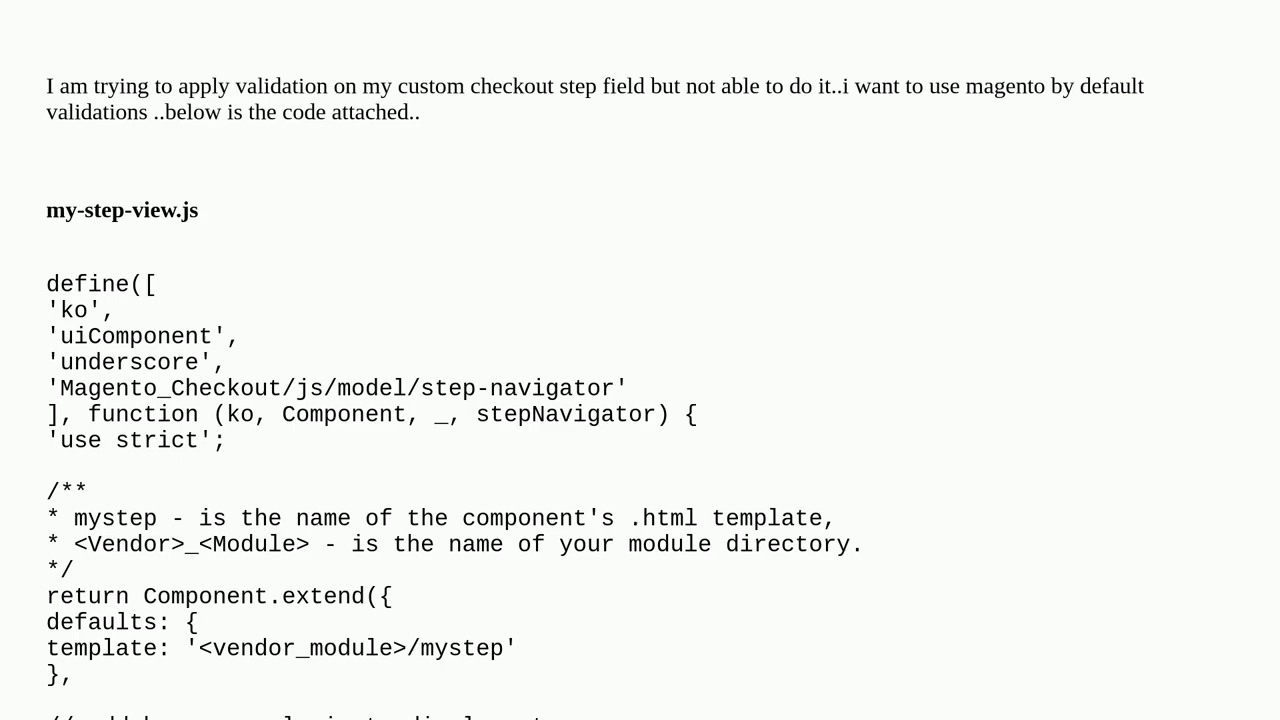 I am trying to apply validation on my custom checkout step field but not able to do it..i want to use magento by default
validations ..below is the code attached..
my-step-view.js
define([
'ko',
'uiComponent',
'underscore',
'Magento_Checkout/js/model/step-navigator'
], function (ko, Component, _, stepNavigator) {
'use strict';
/**
* mystep - is the name of the component's .html template,
* <Vendor>_<Module> - is the name of your module directory.
*/
return Component.extend({
defaults: {
template: '<vendor_module>/mystep'
},